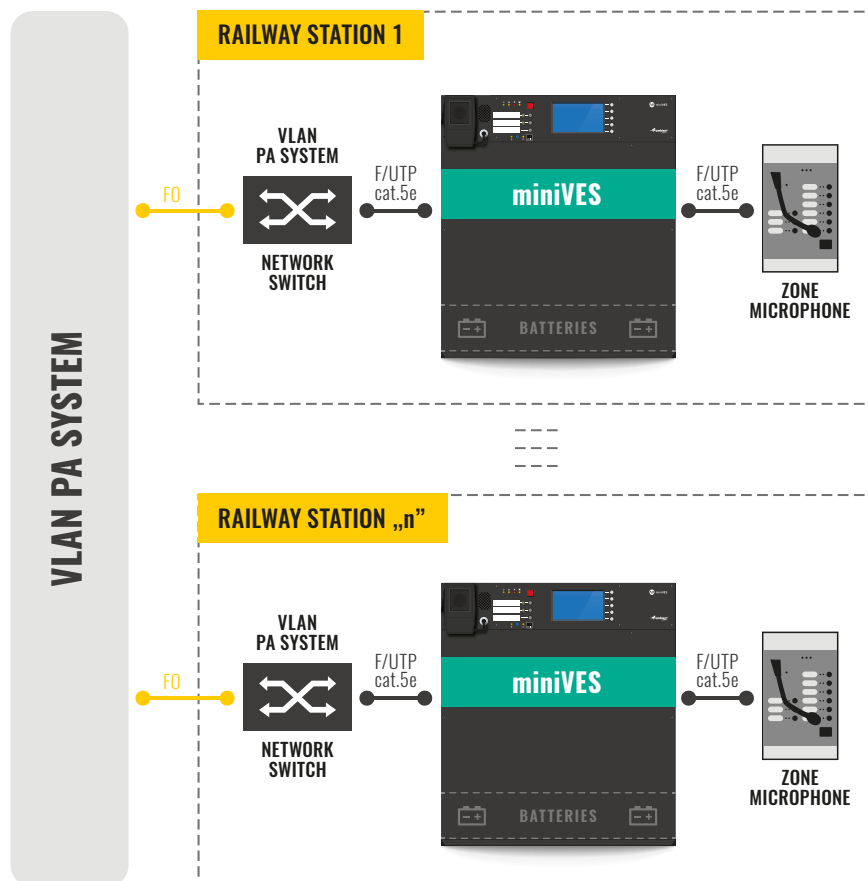 VLAN PA SYSTEM
RAILWAY STATION 1
VLAN
PA SYSTEM
FO
NETWORK
SWITCH
F/UTP
cat.5e
miniVES
BATTERIES
F/UTP
cat.5e
ZONE
MICROPHONE
RAILWAY STATION „n”
VLAN
PA SYSTEM
FO
NETWORK
SWITCH
F/UTP
cat.5e
miniVES
BATTERIES
F/UTP
cat.5e
ZONE
MICROPHONE